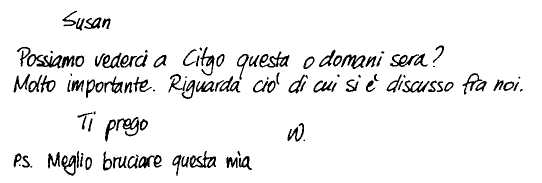 Susan
Possiamo vederci a Citgo questa o domani sera?
Molto importante. Riguarda ciò di cui si è discusso fra noi.
Ti prego
W.
P.S. Meglio bruciare questa mia